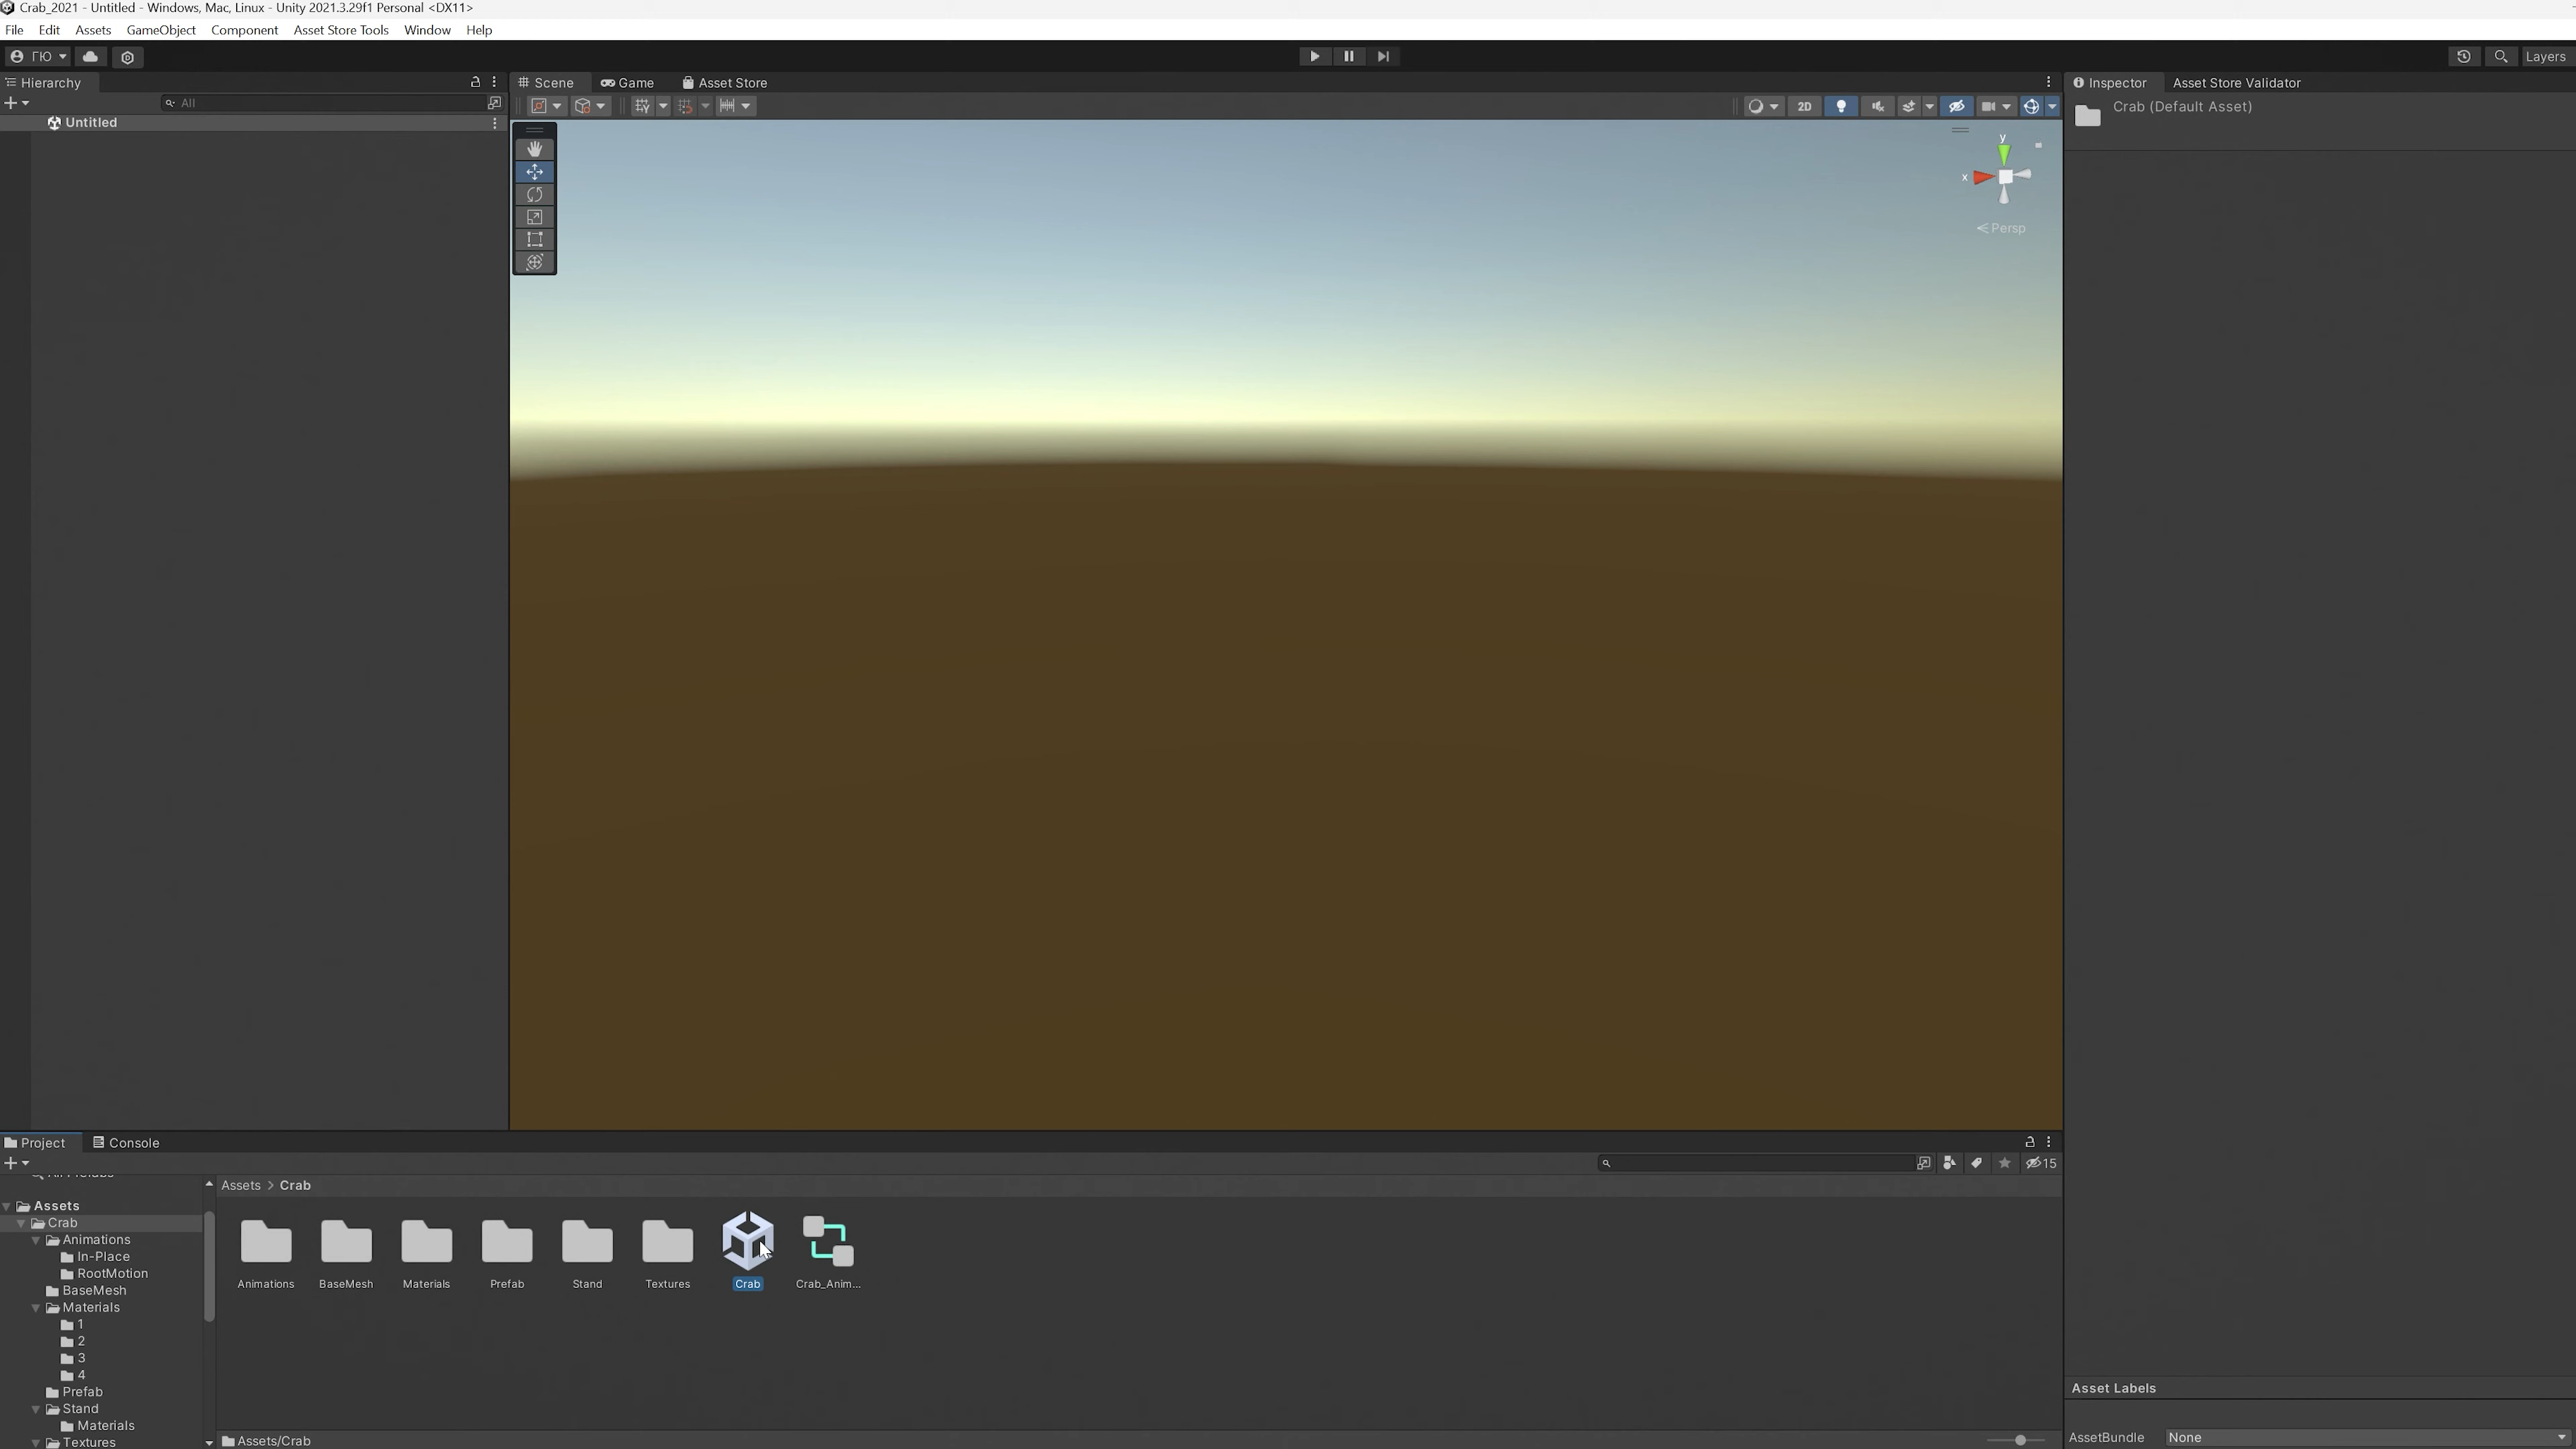 Crab_2021 - Untitled - Windows, Mac, Linux - Unity 2021.3.29f1 Personal <DX11>
File Edit Assets GameObject Component Asset Store Tools Window Help
ГЮ
Layers
Hierarchy
Scene Game Asset Store
Inspector Asset Store Validator
All
2D
Crab (Default Asset)
Untitled
y
x
Persp
Project Console
15
Assets > Crab
Assets
Crab
Animations
In-Place
RootMotion
BaseMesh
Materials
1
2
3
4
Prefab
Stand
Materials
Textures
Animations BaseMesh Materials Prefab Stand Textures Crab Crab_Anim...
Assets/Crab
Asset Labels
AssetBundle None